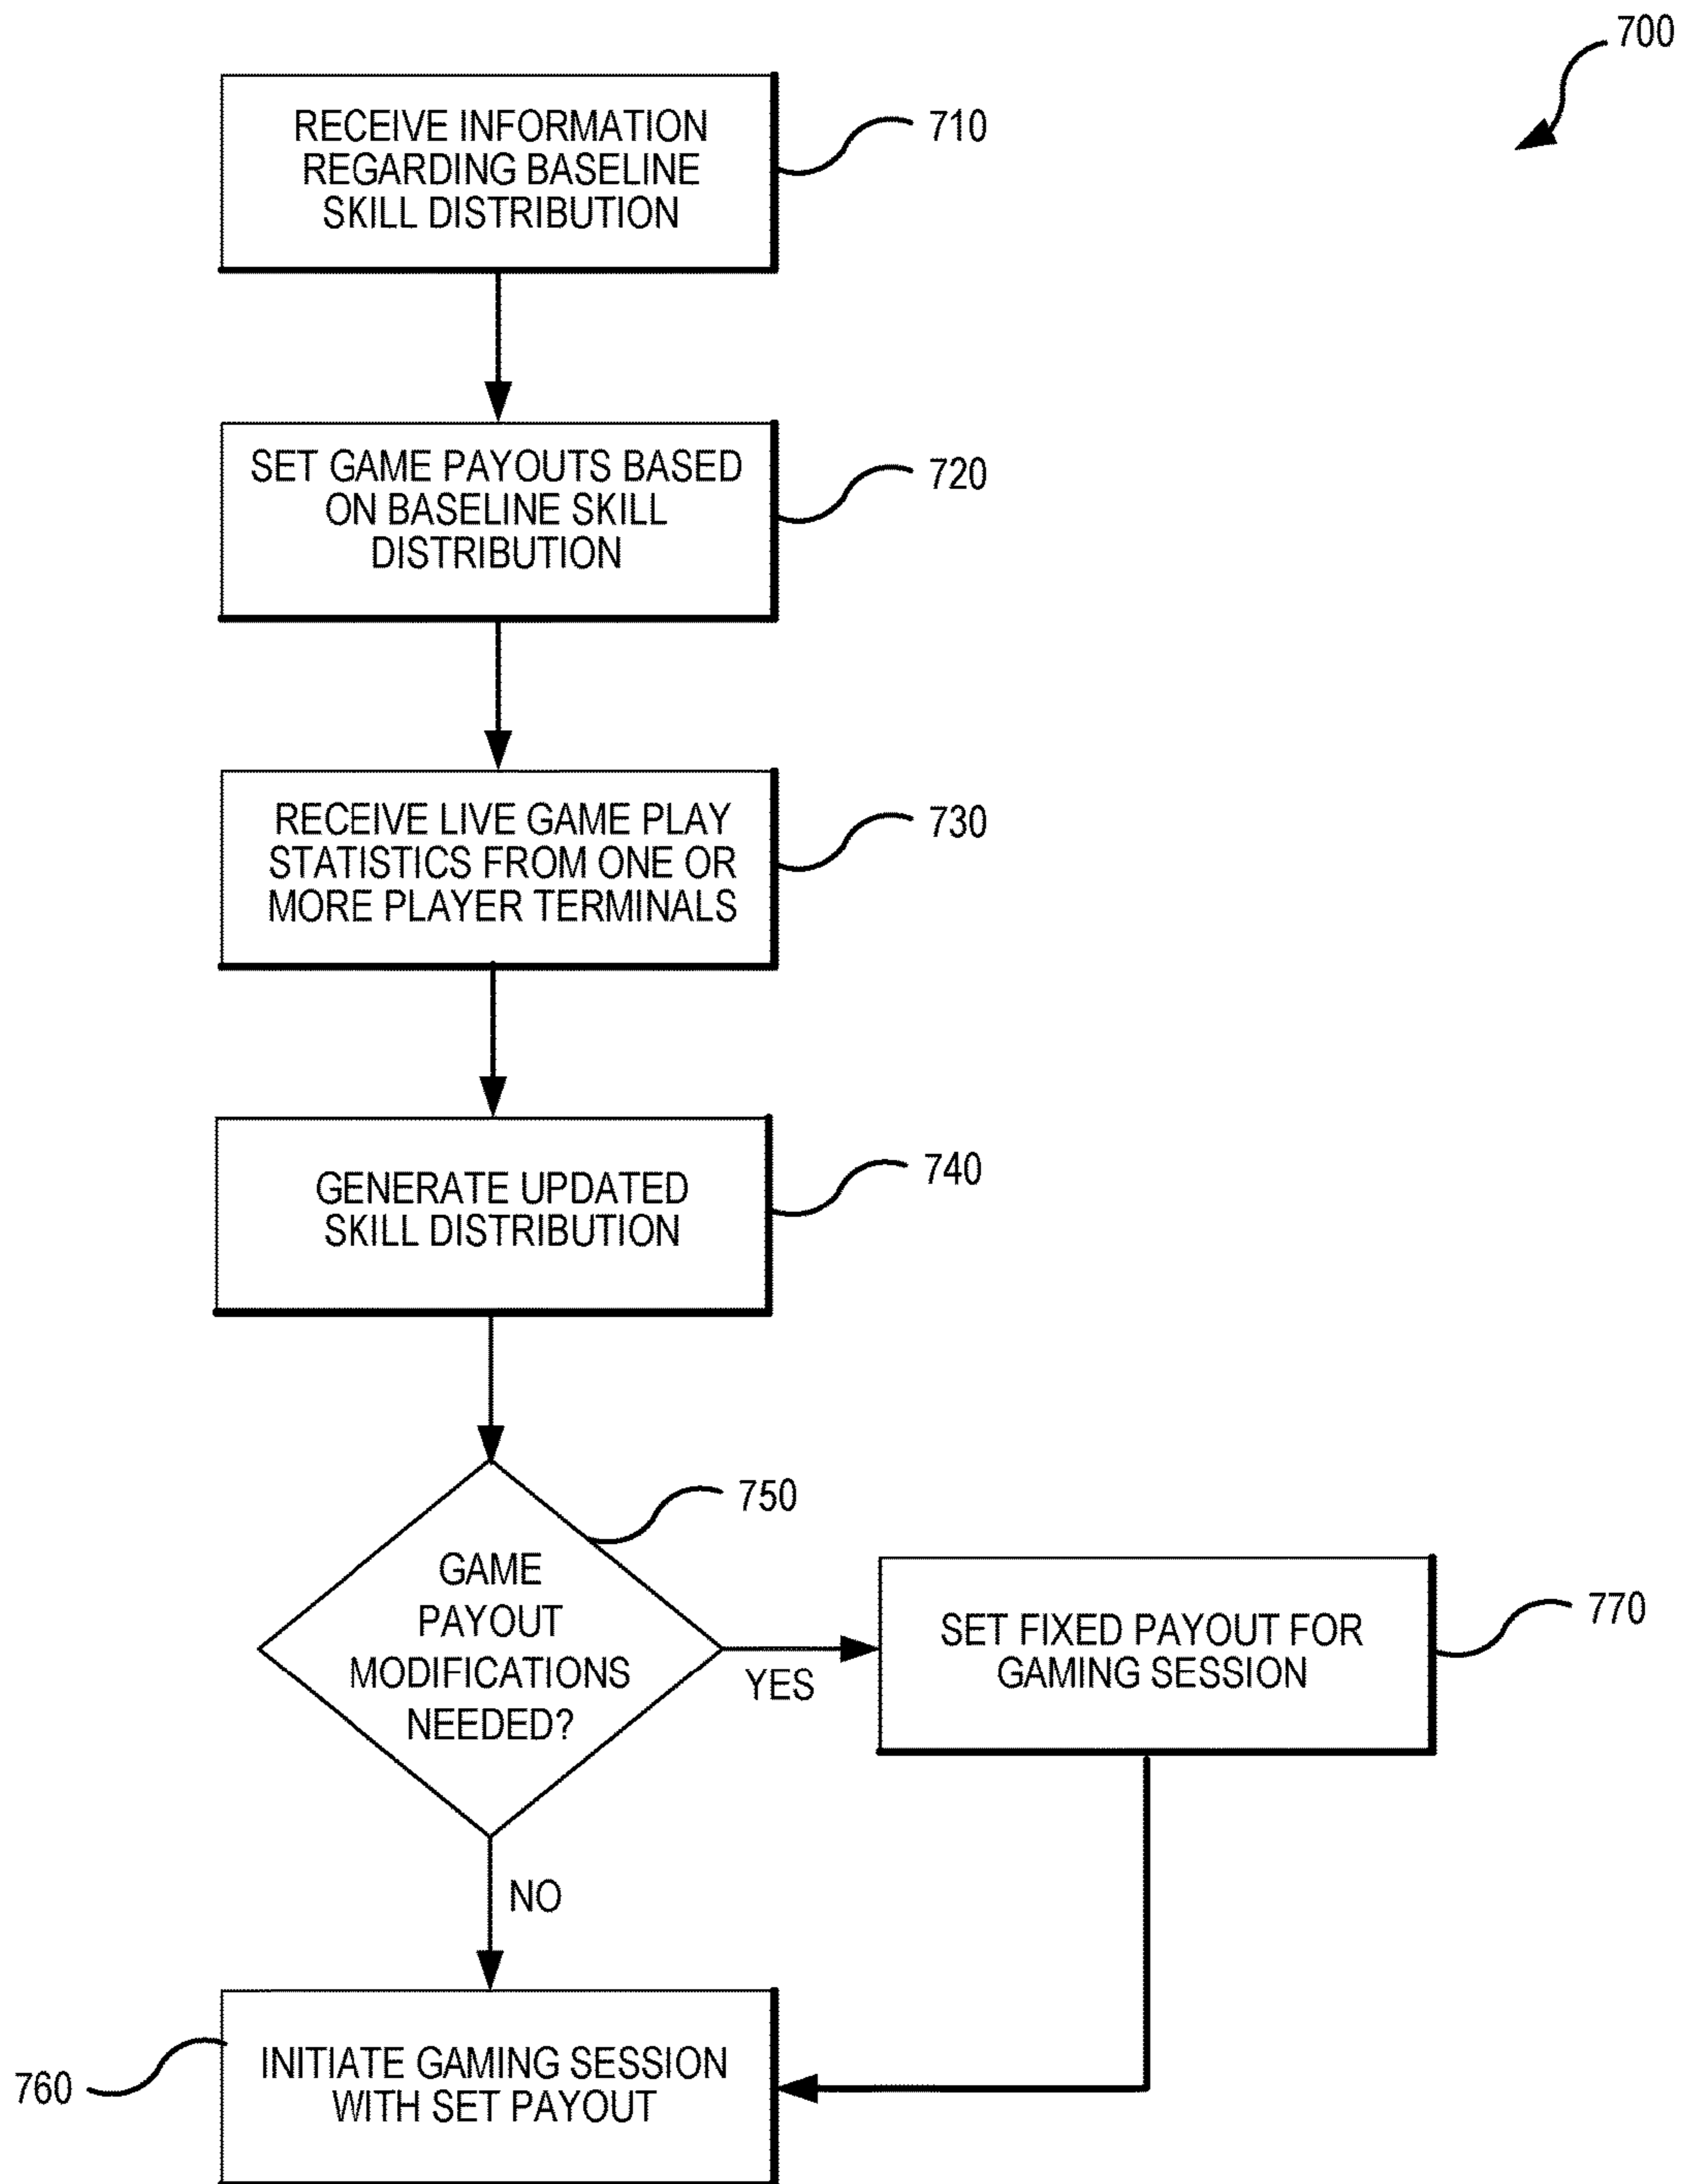 700
RECEIVE INFORMATION
REGARDING BASELINE
SKILL DISTRIBUTION
710
SET GAME PAYOUTS BASED
ON BASELINE SKILL
DISTRIBUTION
720
RECEIVE LIVE GAME PLAY
STATISTICS FROM ONE OR
MORE PLAYER TERMINALS
730
GENERATE UPDATED
SKILL DISTRIBUTION
740
750
GAME
PAYOUT
MODIFICATIONS
NEEDED?
YES
SET FIXED PAYOUT FOR
GAMING SESSION
770
NO
760
INITIATE GAMING SESSION
WITH SET PAYOUT